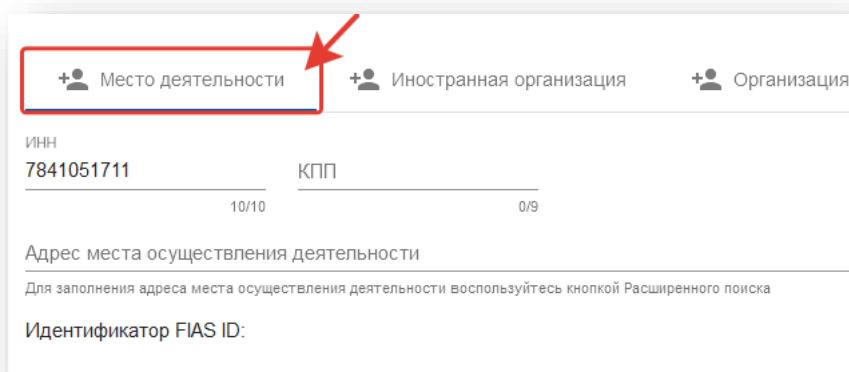 Место деятельности Иностранная организация Организация
ИНН
7841051711 КПП
10/10 0/9
Адрес места осуществления деятельности
Для заполнения адреса места осуществления деятельности воспользуйтесь кнопкой Расширенного поиска
Идентификатор FIAS ID: